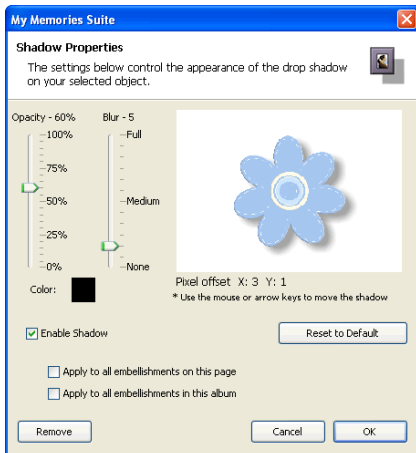 My Memories Suite
Shadow Properties
The settings below control the appearance of the drop shadow
on your selected object.
Opacity - 60%
Blur - 5
100%
75%
50%
25%
0%
Full
Medium
None
Color:
Pixel offset X: 3 Y: 1
* Use the mouse or arrow keys to move the shadow
Enable Shadow
Reset to Default
Apply to all embellishments on this page
Apply to all embellishments in this album
Remove
Cancel
OK